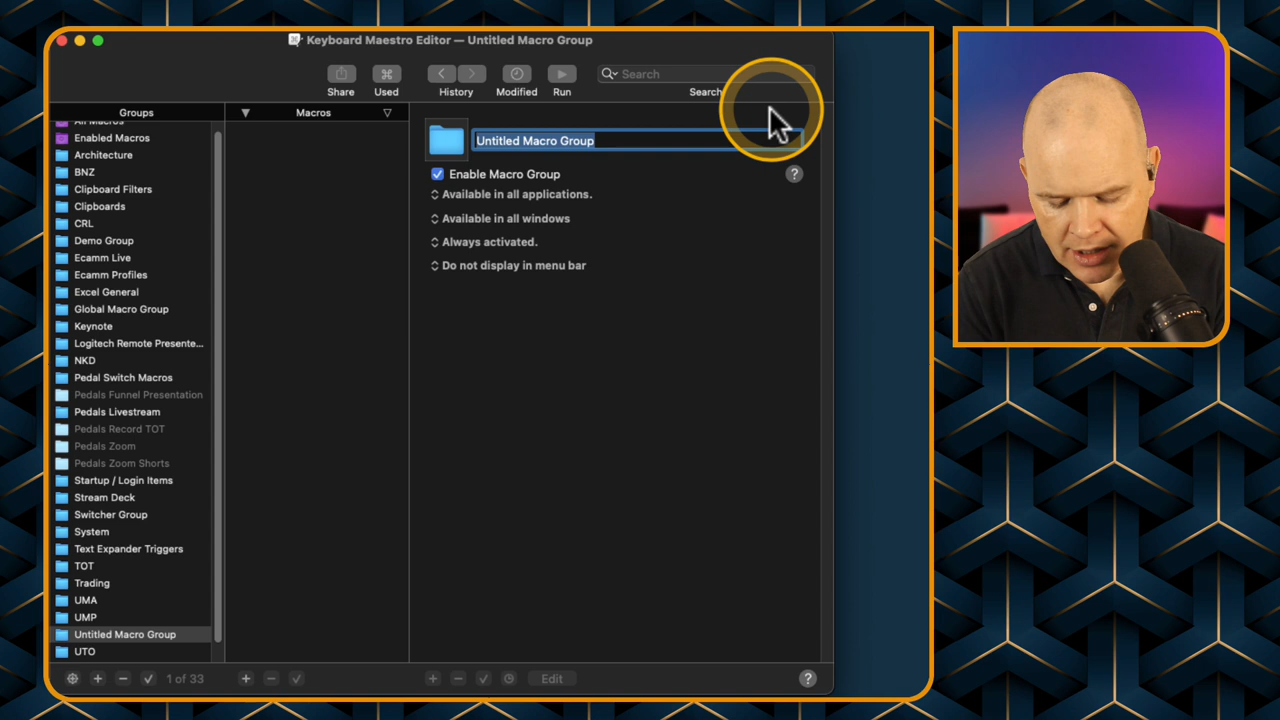 Keyboard Maestro Editor — Untitled Macro Group
Search
Share
Used
History
Modified
Run
Search
Groups
Macros
All Macros
Enabled Macros
Architecture
BNZ
Clipboard Filters
Clipboards
CRL
Demo Group
Ecamm Live
Ecamm Profiles
Excel General
Global Macro Group
Keynote
Logitech Remote Presente...
NKD
Pedal Switch Macros
Pedals Funnel Presentation
Pedals Livestream
Pedals Record TOT
Pedals Zoom
Pedals Zoom Shorts
Startup / Login Items
Stream Deck
Switcher Group
System
Text Expander Triggers
TOT
Trading
UMA
UMP
Untitled Macro Group
UTO
1 of 33
Untitled Macro Group
Enable Macro Group
?
Available in all applications.
Available in all windows
Always activated.
Do not display in menu bar
Edit
?